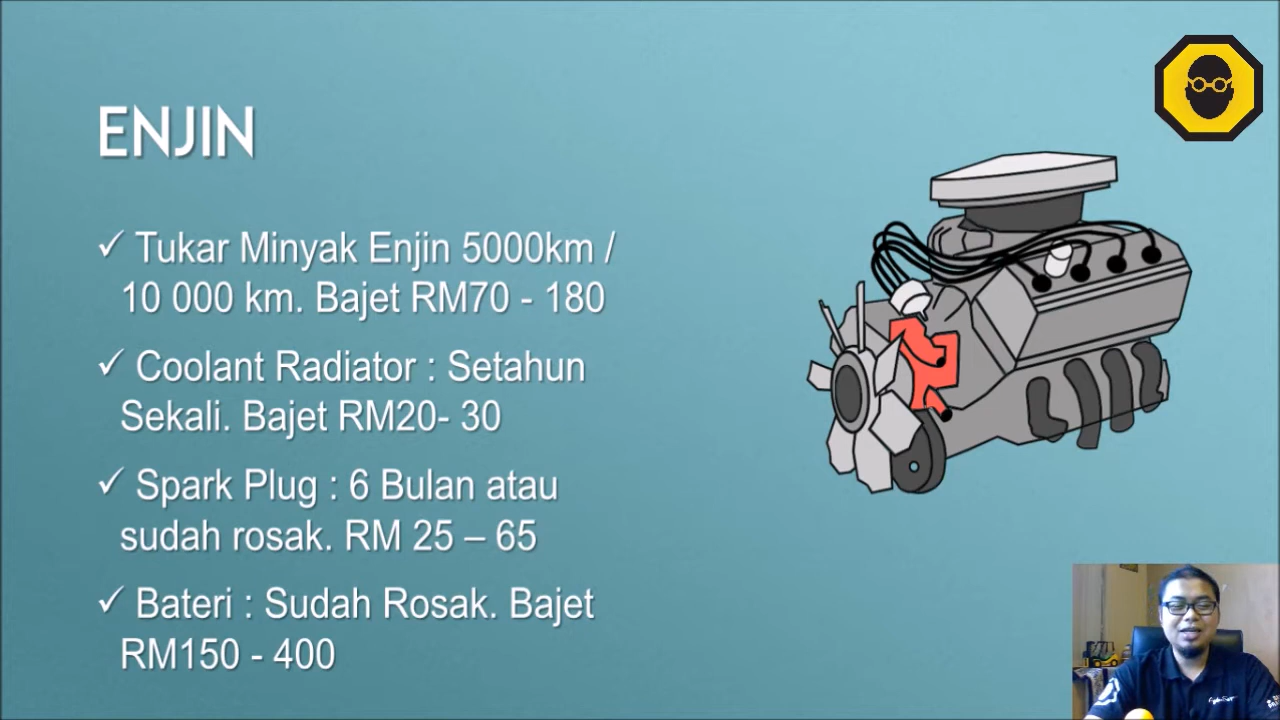 ENJIN
✓ Tukar Minyak Enjin 5000km /
10 000 km. Bajet RM70 - 180
✓ Coolant Radiator : Setahun
Sekali. Bajet RM20- 30
✓ Spark Plug : 6 Bulan atau
sudah rosak. RM 25 – 65
✓ Bateri : Sudah Rosak. Bajet
RM150 - 400